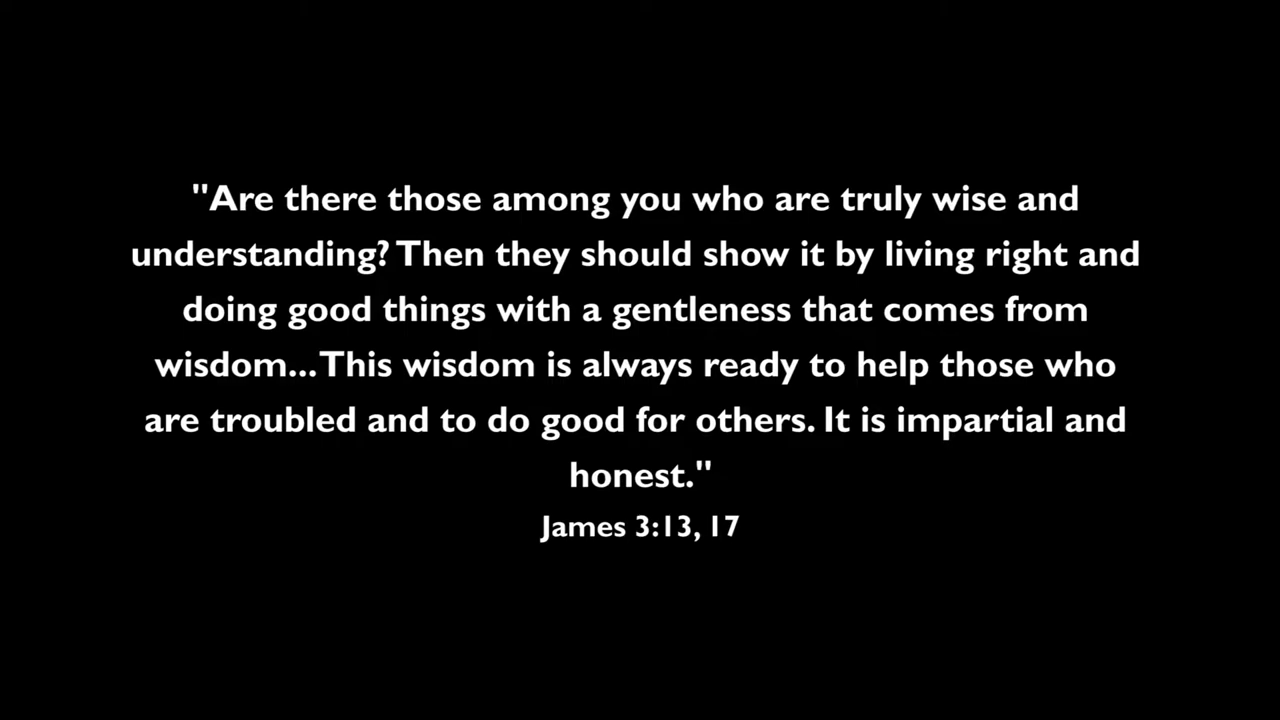 "Are there those among you who are truly wise and
understanding? Then they should show it by living right and
doing good things with a gentleness that comes from
wisdom... This wisdom is always ready to help those who
are troubled and to do good for others. It is impartial and
honest."
James 3:13, 17